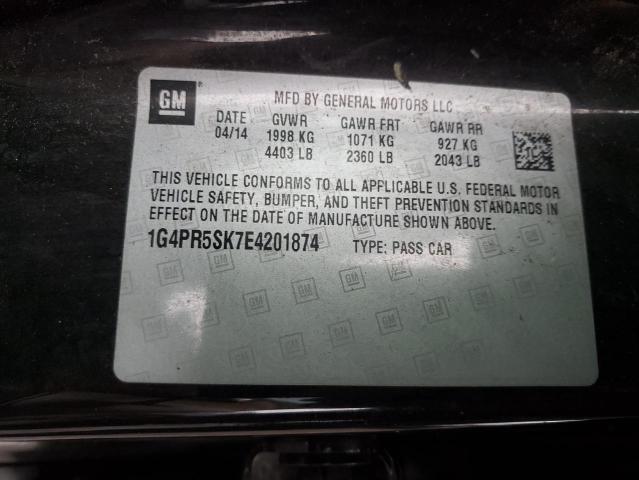 GM
MFD BY GENERAL MOTORS LLC
DATE GVWR GAWR FRT GAWR RR
04/14 1998 KG 1071 KG 927 KG
4403 LB 2360 LB 2043 LB
THIS VEHICLE CONFORMS TO ALL APPLICABLE U.S. FEDERAL MOTOR
VEHICLE SAFETY, BUMPER, AND THEFT PREVENTION STANDARDS IN
EFFECT ON THE DATE OF MANUFACTURE SHOWN ABOVE.
1G4PR5SK7E4201874 TYPE: PASS CAR